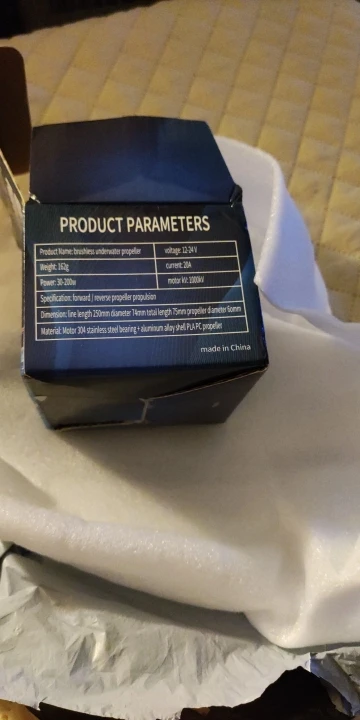 PRODUCT PARAMETERS
Product Name: brushless underwater propeller voltage: 12-24 V
Weight: 162g current: 20A
Power: 30-200w motor kV: 1000kV
Specification: forward / reverse propeller propulsion
Dimension: line length 250mm diameter 74mm total length 75mm propeller diameter 60mm
Material: Motor 304 stainless steel bearing + aluminum alloy shell PLA PC propeller
made in China